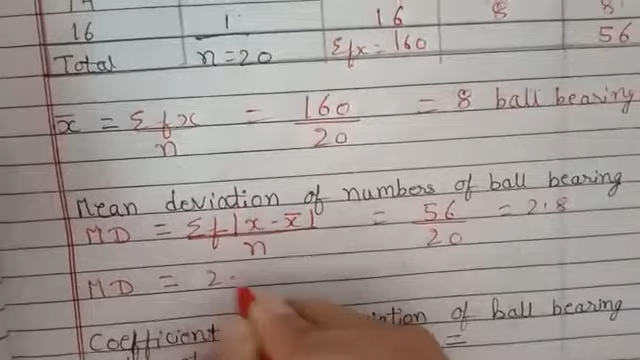 16 1 16 8 8
Total n=20 Σfx=160 56
x̄ = Σfx/n = 160/20 = 8 ball bearing
Mean deviation of numbers of ball bearing
MD = Σf|x-x̄|/n = 56/20 = 2.8
MD = 2.
Coefficient of ball bearing
=